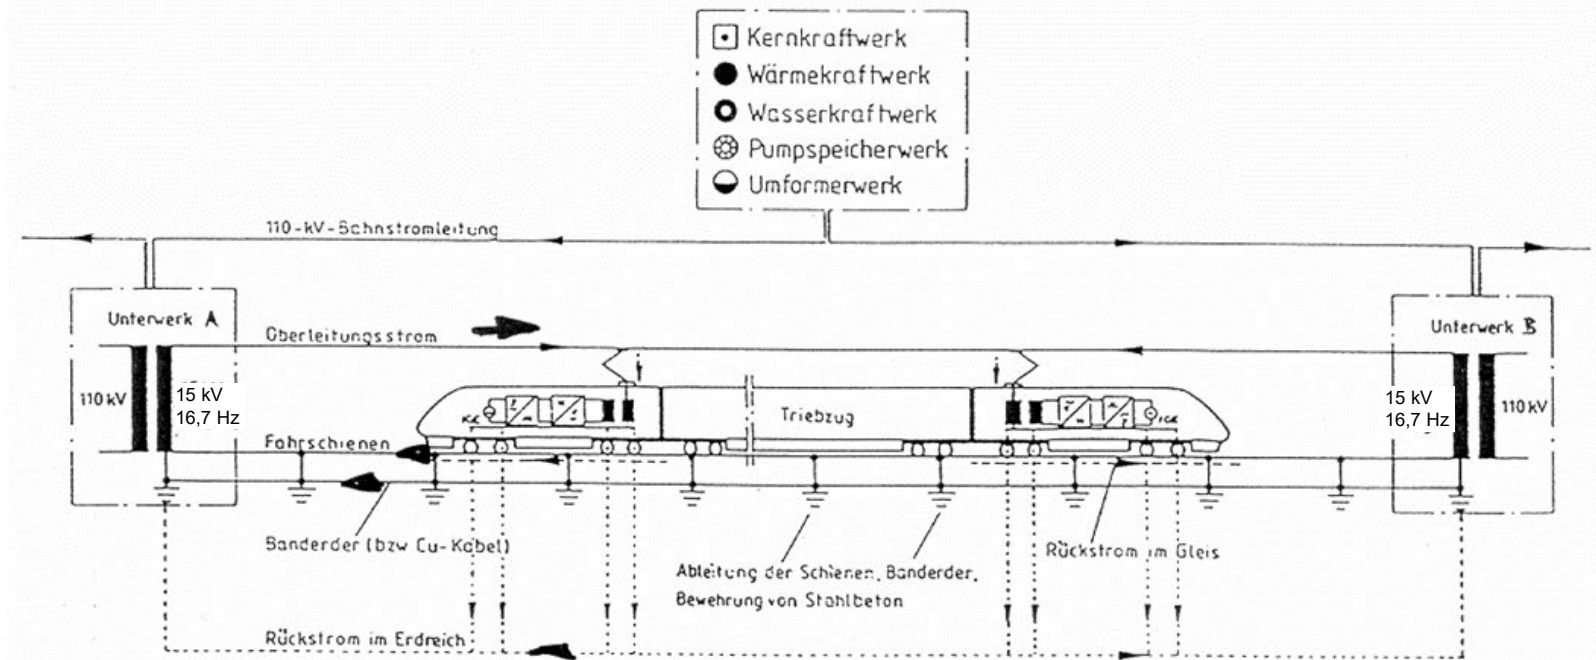 Kernkraftwerk
Wärmekraftwerk
Wasserkraftwerk
Pumpspeicherwerk
Umformerwerk
110-kV-Bahnstromleitung
Unterwerk A
Oberleitungsstrom
Unterwerk B
110 kV
15 kV
16,7 Hz
Triebzug
15 kV
16,7 Hz
110 kV
Fahrschienen
Banderder (bzw Cu-Kabel)
Ableitung der Schienen, Banderder,
Bewehrung von Stahlbeton
Rückstrom im Gleis
Rückstrom im Erdreich